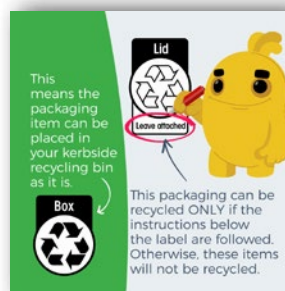 This
means the
packaging
item can be
placed in
your kerbside
recycling bin
as it is.
Box
Lid
Leave attached
This packaging can be
recycled ONLY if the
instructions below
the label are followed.
Otherwise, these items
will not be recycled.